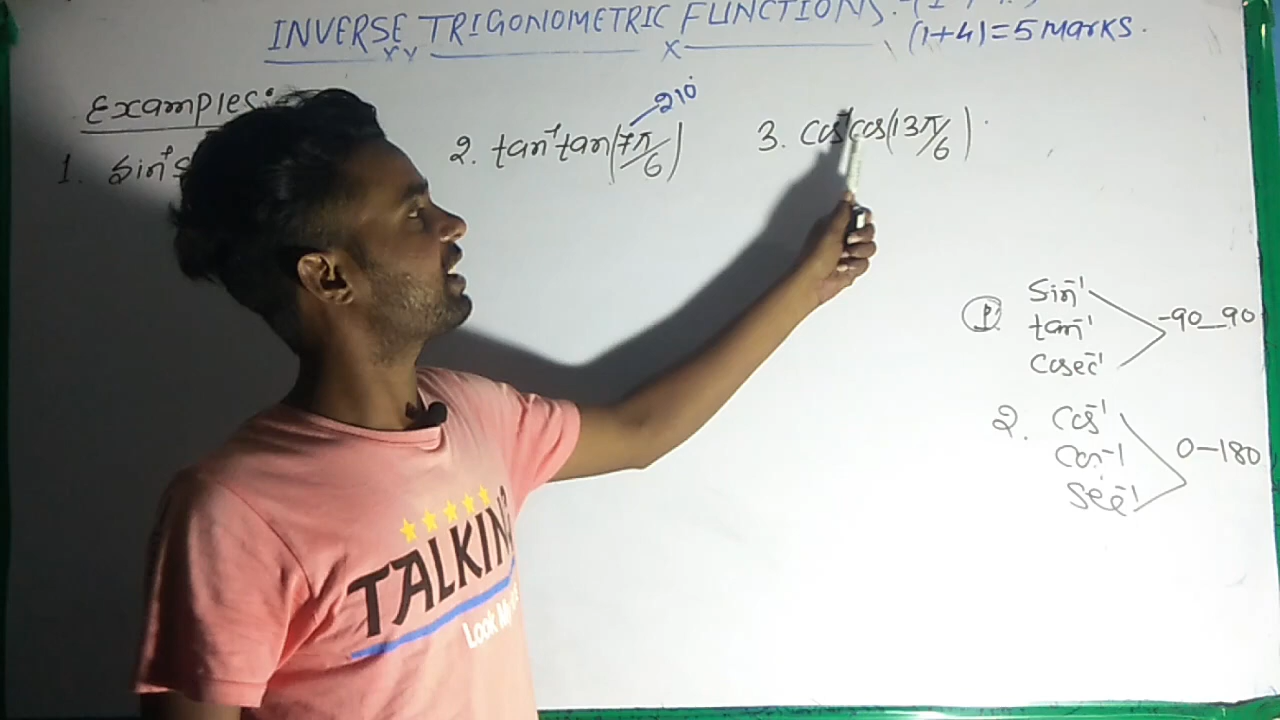 INVERSE TRIGONOMETRIC FUNCTIONS.
(1+4)=5 Marks.
Examples:
1. Sin⁻¹
2. tan⁻¹tan(7π/6)
210°
3. Cos⁻¹cos(13π/6)
1. Sin⁻¹
tan⁻¹
Cosec⁻¹
-90_90
2. Cos⁻¹
Cot⁻¹
Sec⁻¹
0-180
TALKIN
Look My